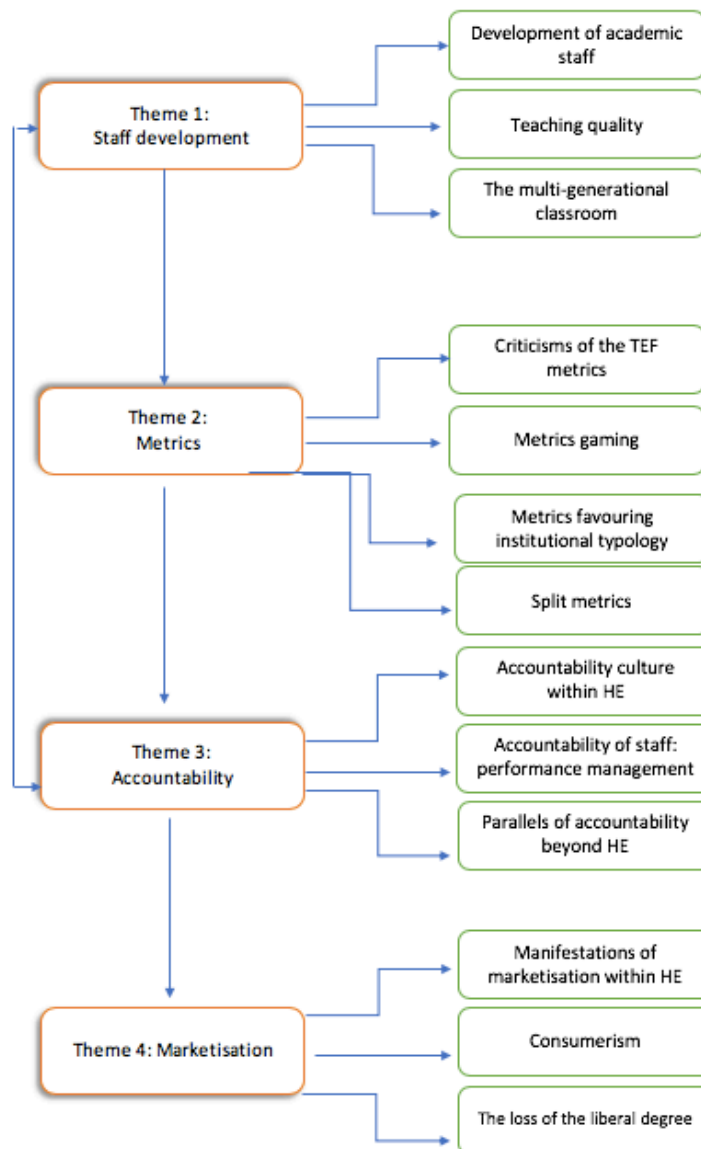 Development of academic
staff
Theme 1:
Staff development
Teaching quality
The multi-generational
classroom
Criticisms of the TEF
metrics
Theme 2:
Metrics
Metrics gaming
Metrics favouring
institutional typology
Split metrics
Accountability culture
within HE
Theme 3:
Accountability
Accountability of staff:
performance management
Parallels of accountability
beyond HE
Manifestations of
marketisation within HE
Theme 4: Marketisation
Consumerism
The loss of the liberal degree